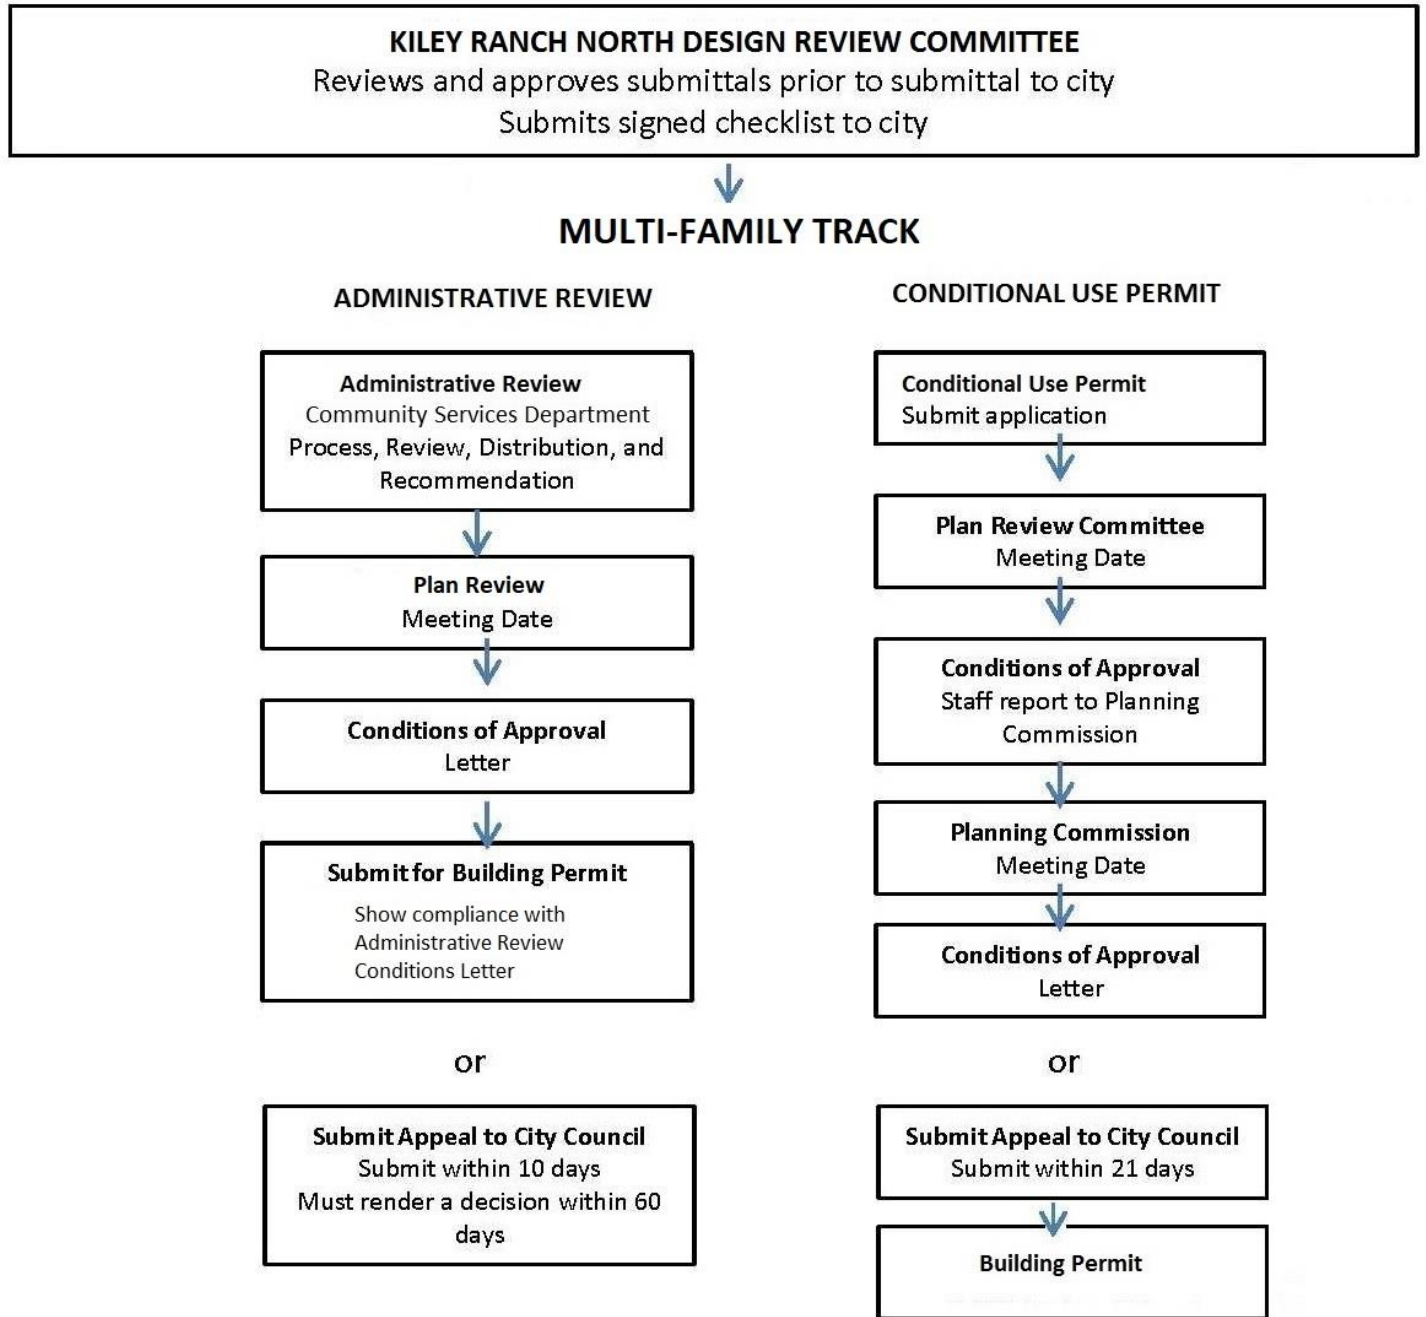 KILEY RANCH NORTH DESIGN REVIEW COMMITTEE
Reviews and approves submittals prior to submittal to city
Submits signed checklist to city
MULTI-FAMILY TRACK
ADMINISTRATIVE REVIEW
Administrative Review
Community Services Department
Process, Review, Distribution, and
Recommendation
Plan Review
Meeting Date
Conditions of Approval
Letter
Submit for Building Permit
Show compliance with
Administrative Review
Conditions Letter
or
Submit Appeal to City Council
Submit within 10 days
Must render a decision within 60
days
CONDITIONAL USE PERMIT
Conditional Use Permit
Submit application
Plan Review Committee
Meeting Date
Conditions of Approval
Staff report to Planning
Commission
Planning Commission
Meeting Date
Conditions of Approval
Letter
or
Submit Appeal to City Council
Submit within 21 days
Building Permit